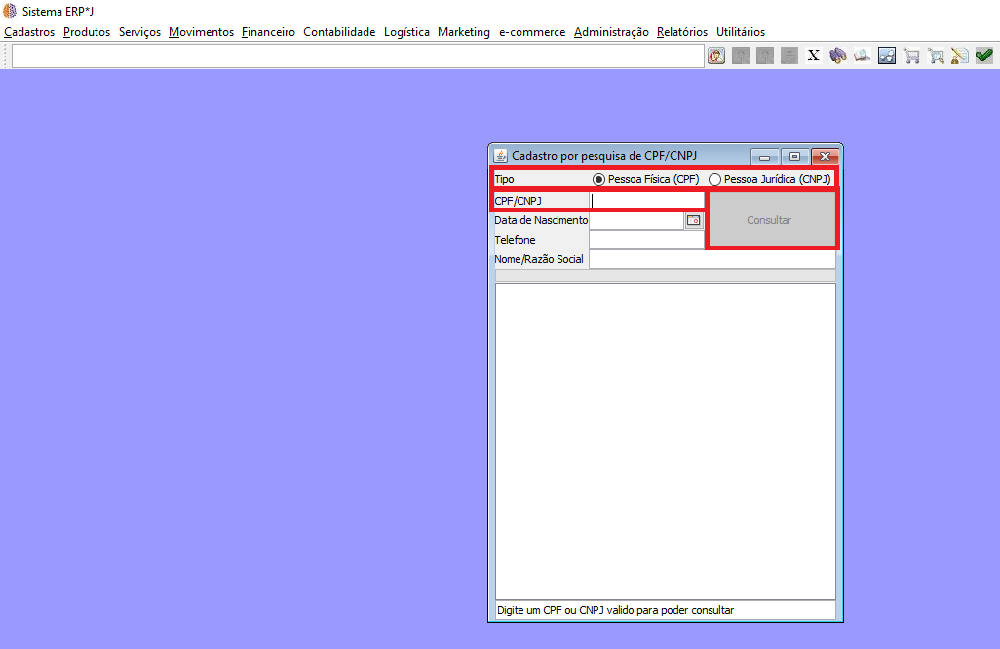 Sistema ERP*J
Cadastros Produtos Serviços Movimentos Financeiro Contabilidade Logística Marketing e-commerce Administração Relatórios Utilitários
X
Cadastro por pesquisa de CPF/CNPJ
Tipo Pessoa Física (CPF) Pessoa Jurídica (CNPJ)
CPF/CNPJ
Consultar
Data de Nascimento
Telefone
Nome/Razão Social
Digite um CPF ou CNPJ valido para poder consultar